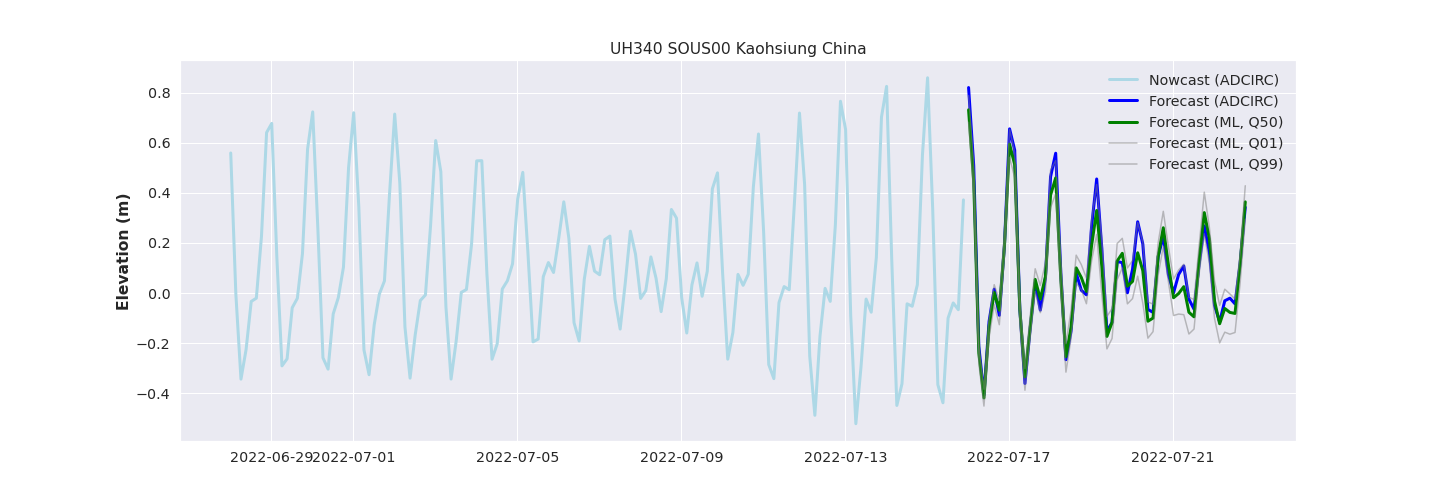 UH340 SOUS00 Kaohsiung China
Nowcast (ADCIRC)
Forecast (ADCIRC)
Forecast (ML, Q50)
Forecast (ML, Q01)
Forecast (ML, Q99)
Elevation (m)
0.8
0.6
0.4
0.2
0.0
−0.2
−0.4
2022-06-29 2022-07-01 2022-07-05 2022-07-09 2022-07-13 2022-07-17 2022-07-21